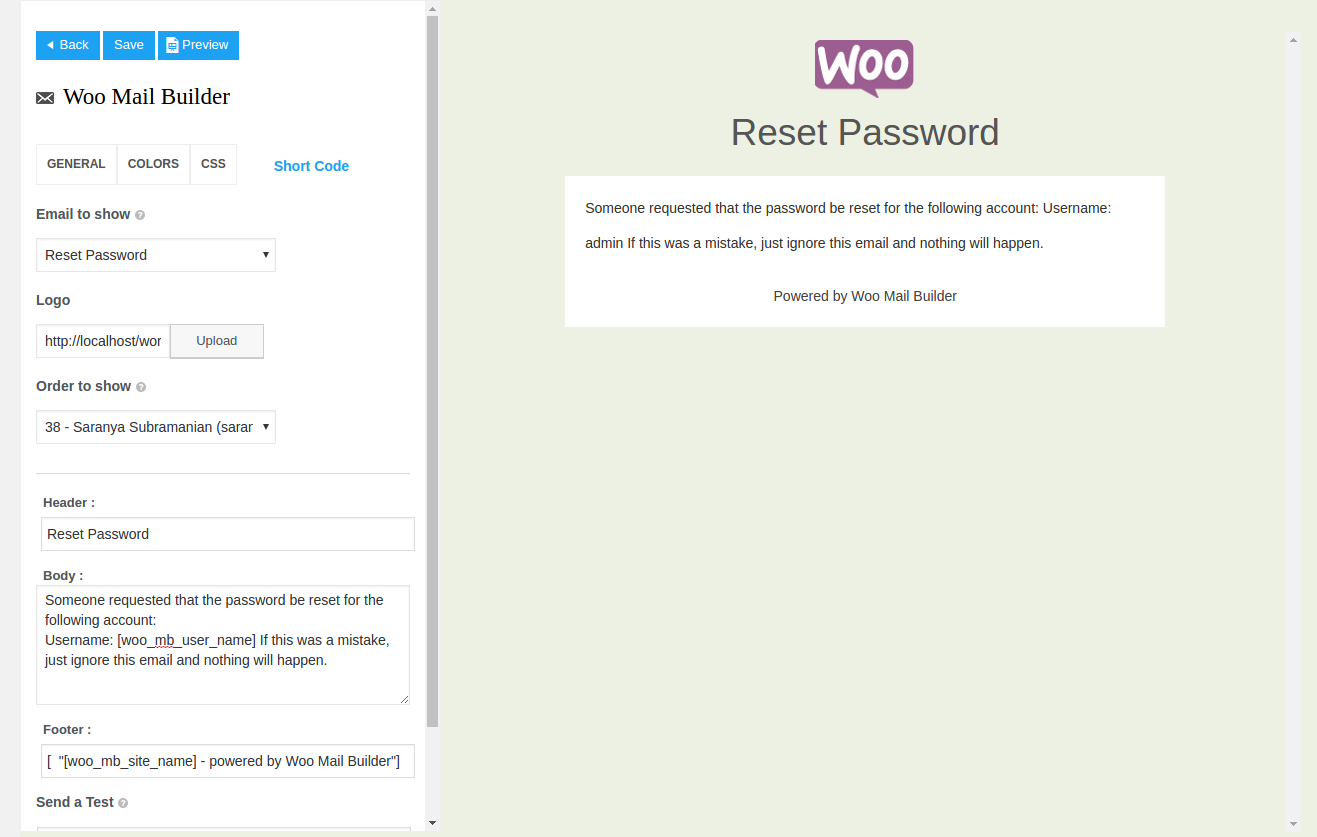 Back Save Preview
Woo Mail Builder
GENERAL COLORS CSS Short Code
Email to show
Reset Password
Logo
http://localhost/wor Upload
Order to show
38 - Saranya Subramanian (sarar
Header :
Reset Password
Body :
Someone requested that the password be reset for the
following account:
Username: [woo_mb_user_name] If this was a mistake,
just ignore this email and nothing will happen.
Footer :
[ "[woo_mb_site_name] - powered by Woo Mail Builder"]
Send a Test
WOO
Reset Password
Someone requested that the password be reset for the following account: Username:
admin If this was a mistake, just ignore this email and nothing will happen.
Powered by Woo Mail Builder